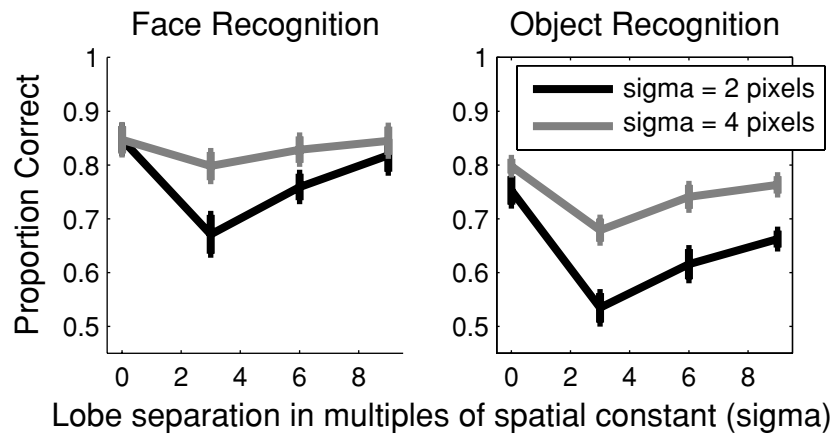 Face Recognition
Object Recognition
Proportion Correct
1
0.9
0.8
0.7
0.6
0.5
0 2 4 6 8
1
0.9
0.8
0.7
0.6
0.5
0 2 4 6 8
sigma = 2 pixels
sigma = 4 pixels
Lobe separation in multiples of spatial constant (sigma)